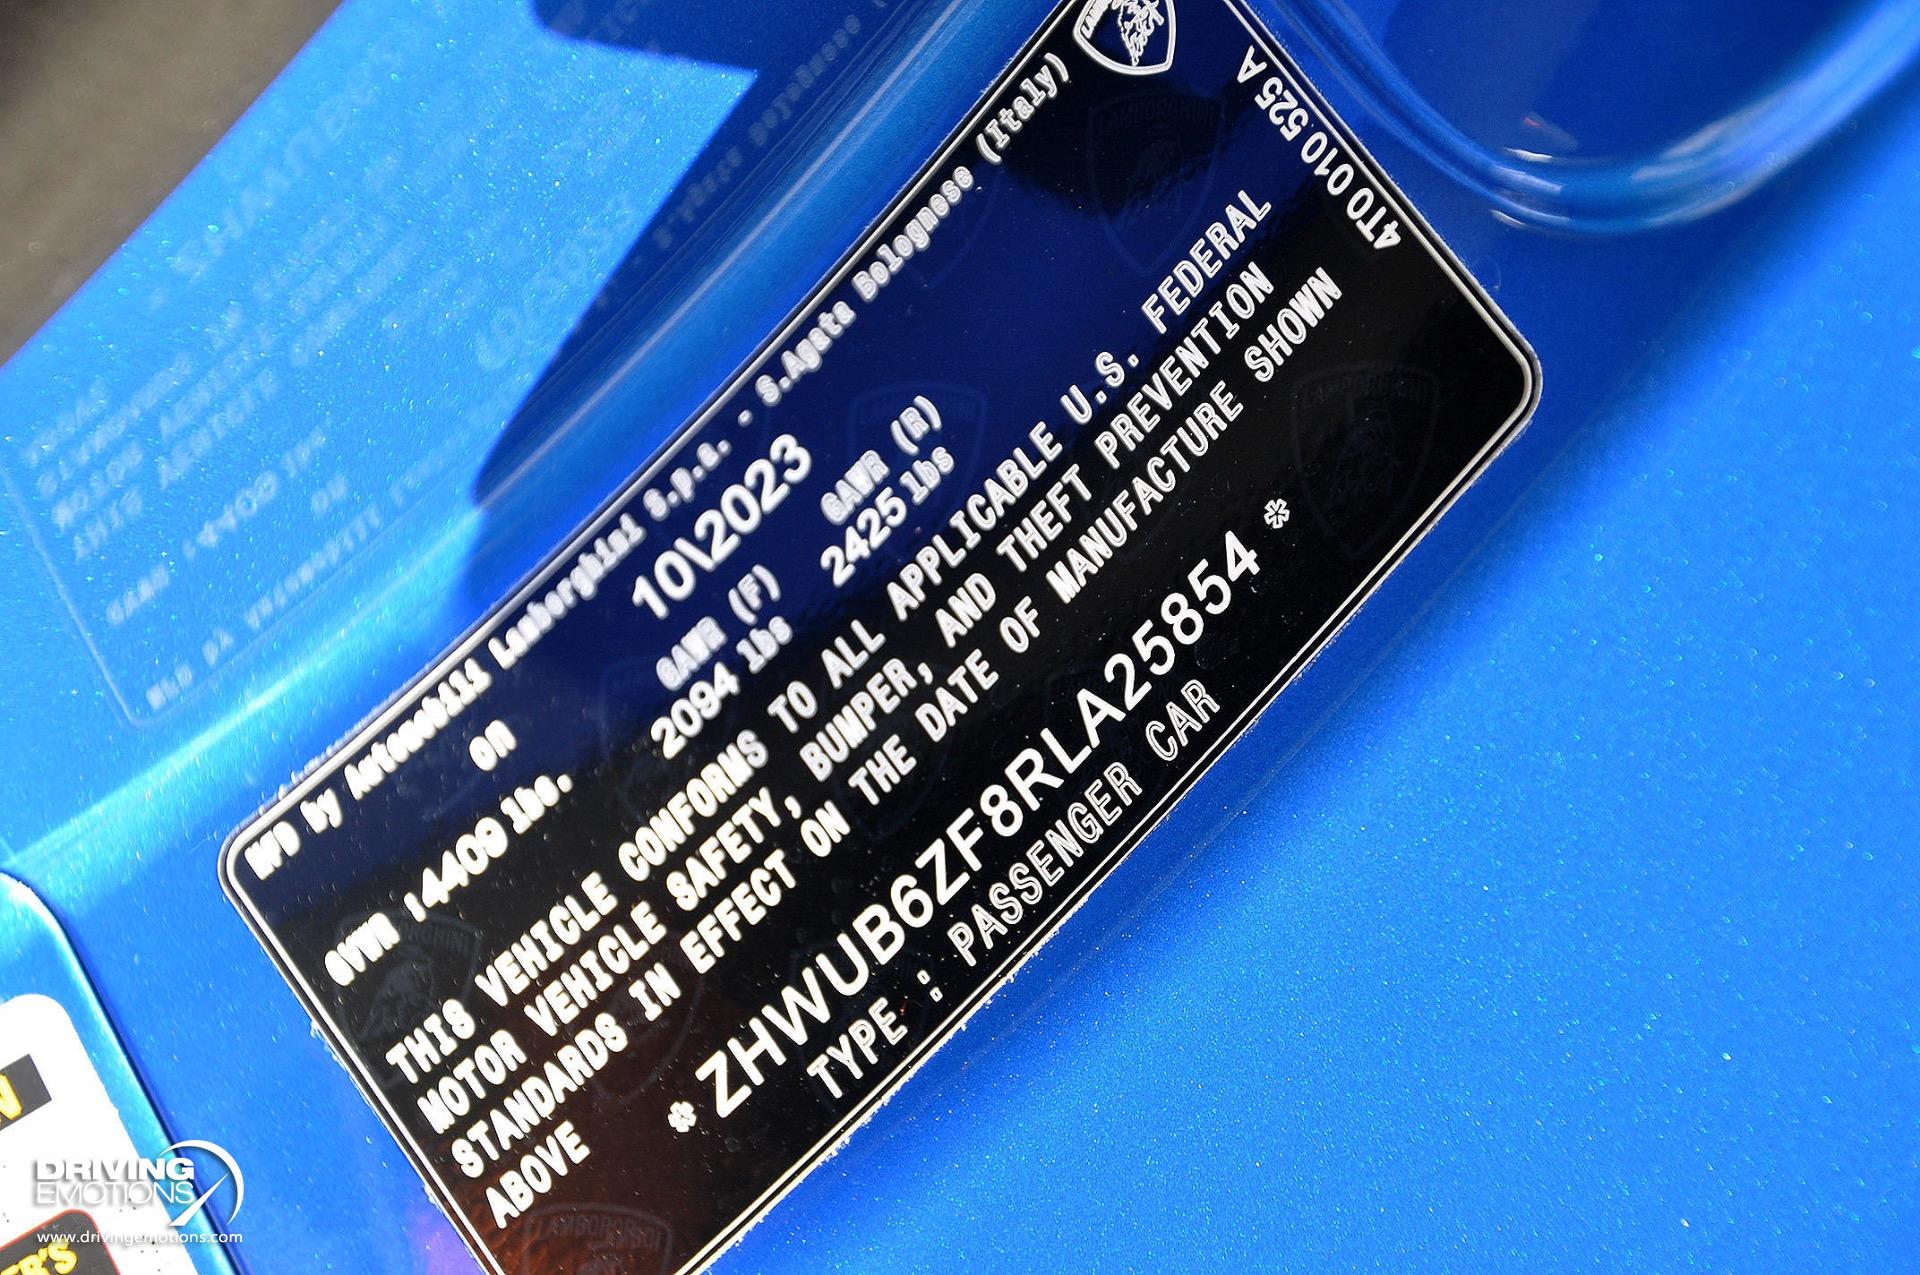 LAMBORGHINI
MFD by Automobili Lamborghini S.p.a. - S.Agata Bolognese (Italy)
4T0 010 525 A
on 10\2023
GVWR :4409 lbs. GAWR (F) GAWR (R)
2094 lbs 2425 lbs
THIS VEHICLE CONFORMS TO ALL APPLICABLE U.S. FEDERAL
MOTOR VEHICLE SAFETY, BUMPER, AND THEFT PREVENTION
STANDARDS IN EFFECT ON THE DATE OF MANUFACTURE SHOWN
ABOVE
* ZHWUB6ZF8RLA25854 *
TYPE : PASSENGER CAR
DRIVING
EMOTIONS
www.drivingemotions.com